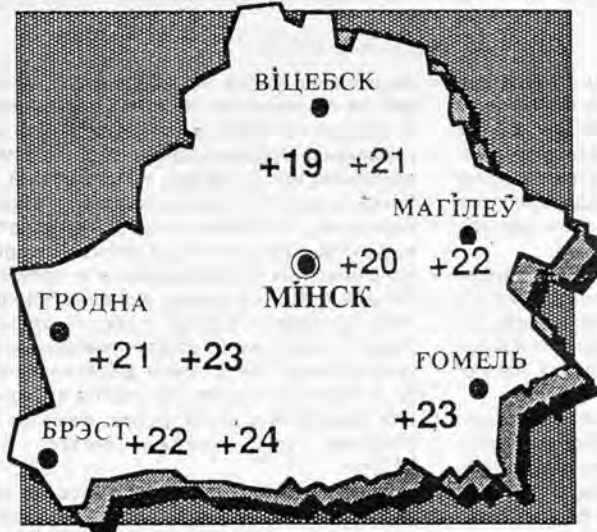 ВІЦЕБСК
+19 +21
МАГІЛЕЎ
+20 +22
МІНСК
ГРОДНА
+21 +23
ГОМЕЛЬ
+23
БРЭСТ +22 +24